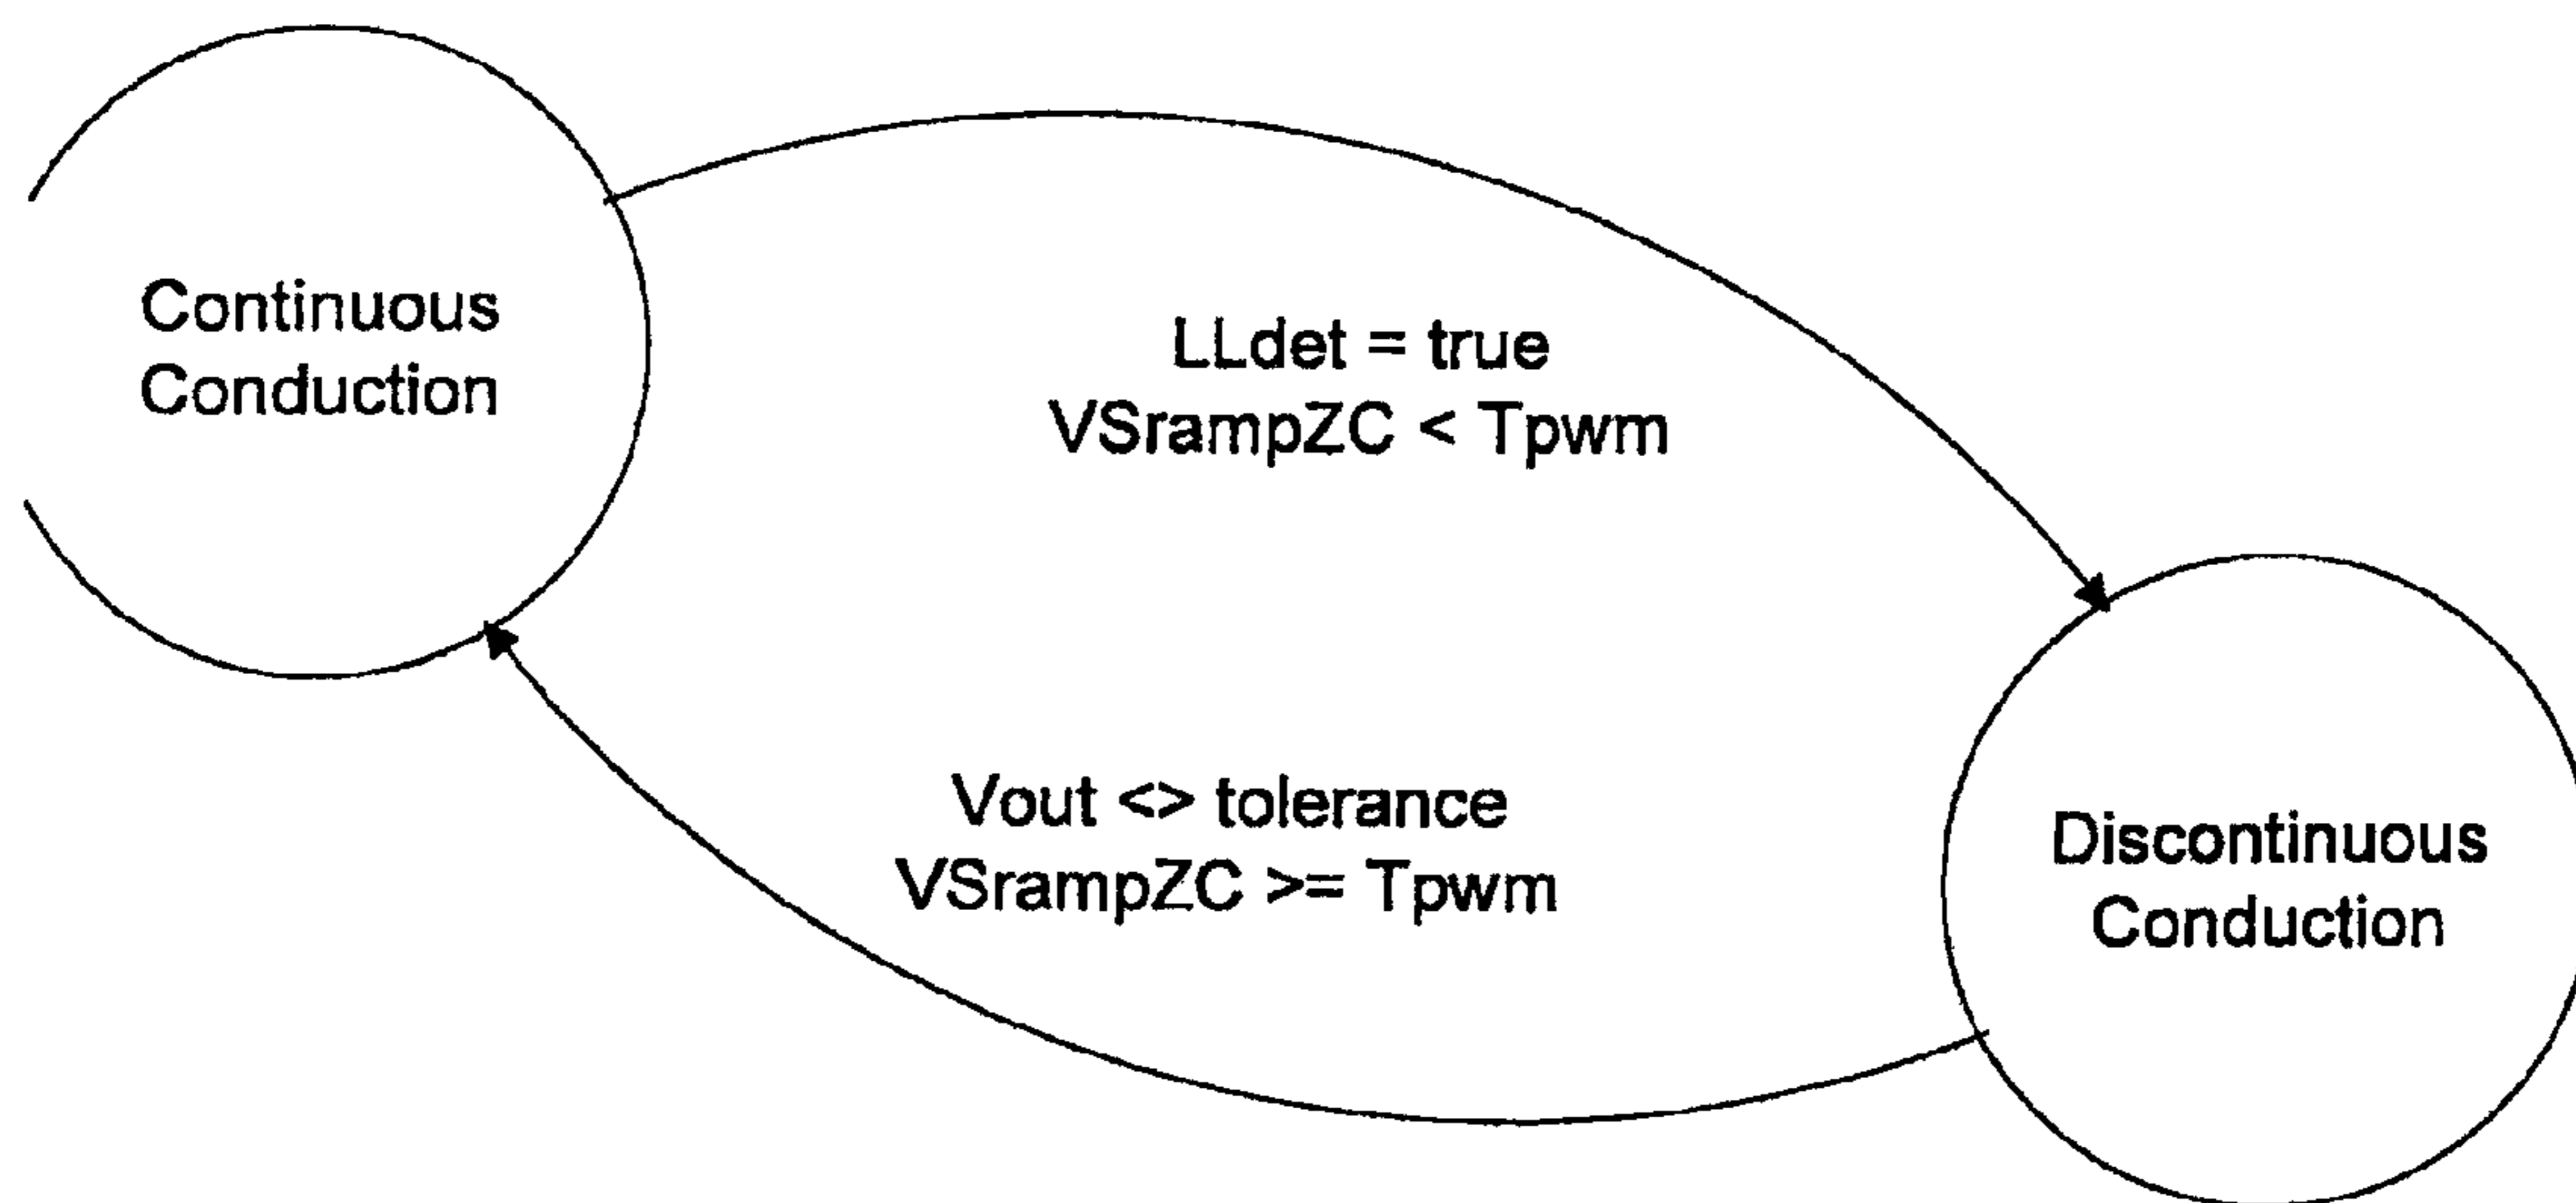 Continuous
Conduction
LLdet = true
VSrampZC < Tpwm
Vout <> tolerance
VSrampZC >= Tpwm
Discontinuous
Conduction